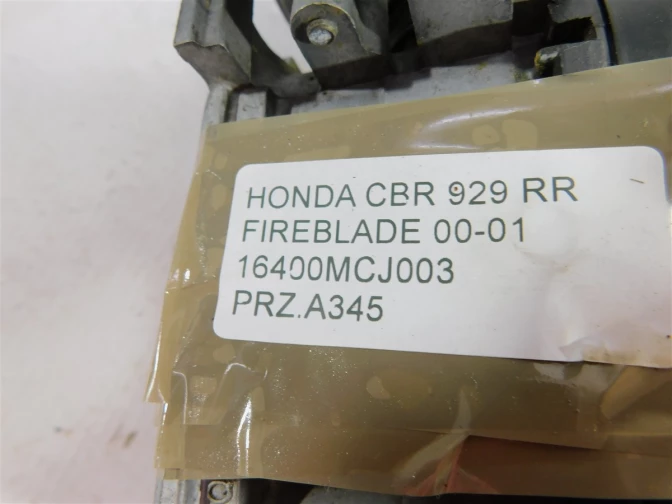 HONDA CBR 929 RR
FIREBLADE 00-01
16400MCJ003
PRZ.A345